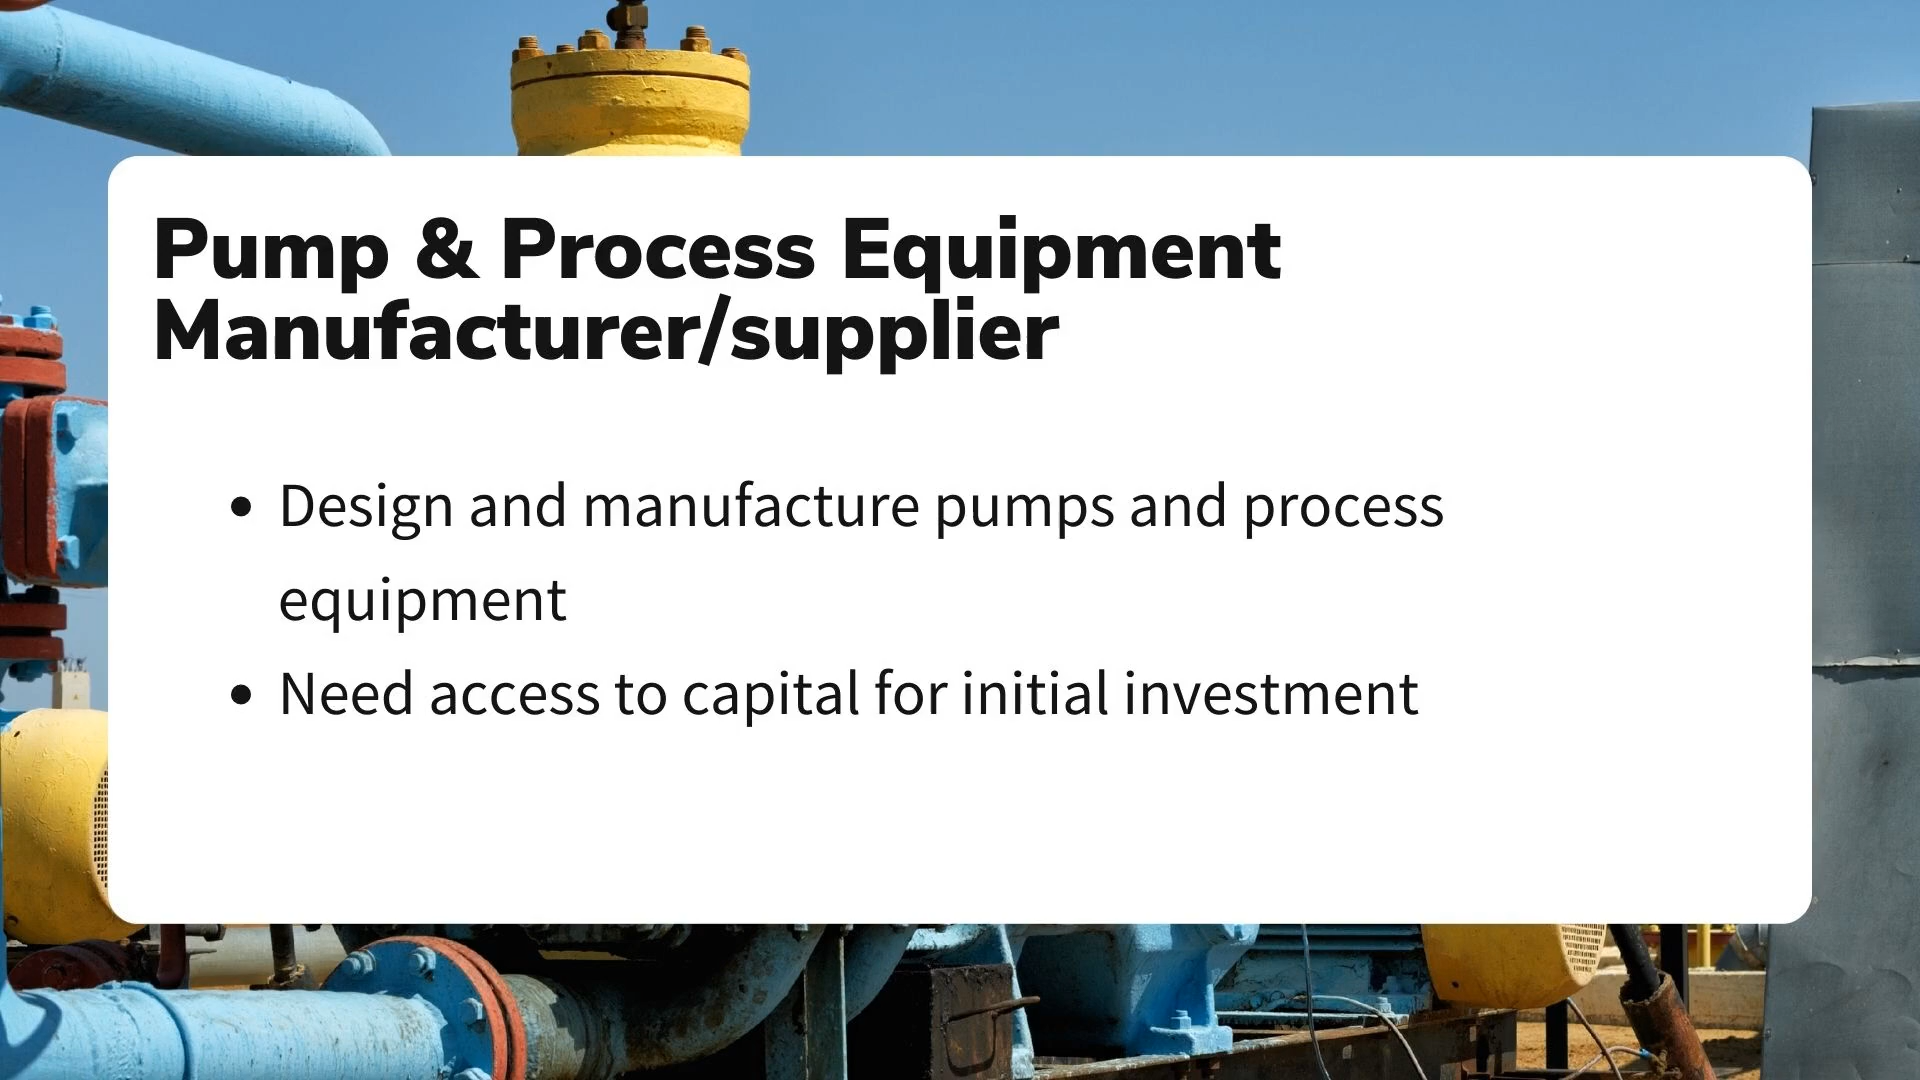 Pump & Process Equipment
Manufacturer/supplier
• Design and manufacture pumps and process
equipment
• Need access to capital for initial investment